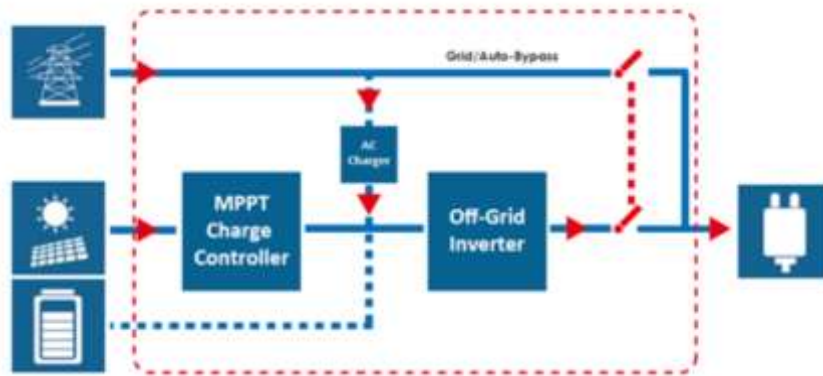 Grid/Auto-Bypass
AC
Charger
MPPT
Charge
Controller
Off-Grid
Inverter